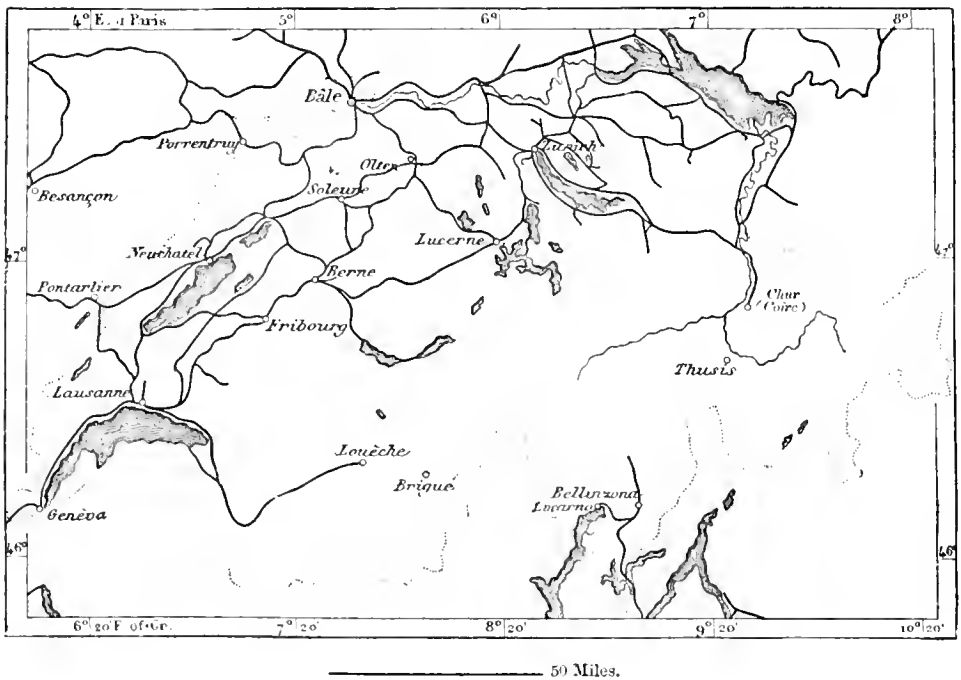 4° E. of Paris 5° 6° 7° 8°
Bâle
Porrentruy
Zurich
Olten
Besançon
Soleure
Neuchatel
Lucerne
47° 47°
Berne
Pontarlier
Chur
(Coire)
Fribourg
Thusis
Lausanne
Louèche
Brigue
Bellinzona
Locarno
Geneva
46° 46°
6° 20' E. of Gr. 7° 20' 8° 20' 9° 20' 10° 20'
50 Miles.